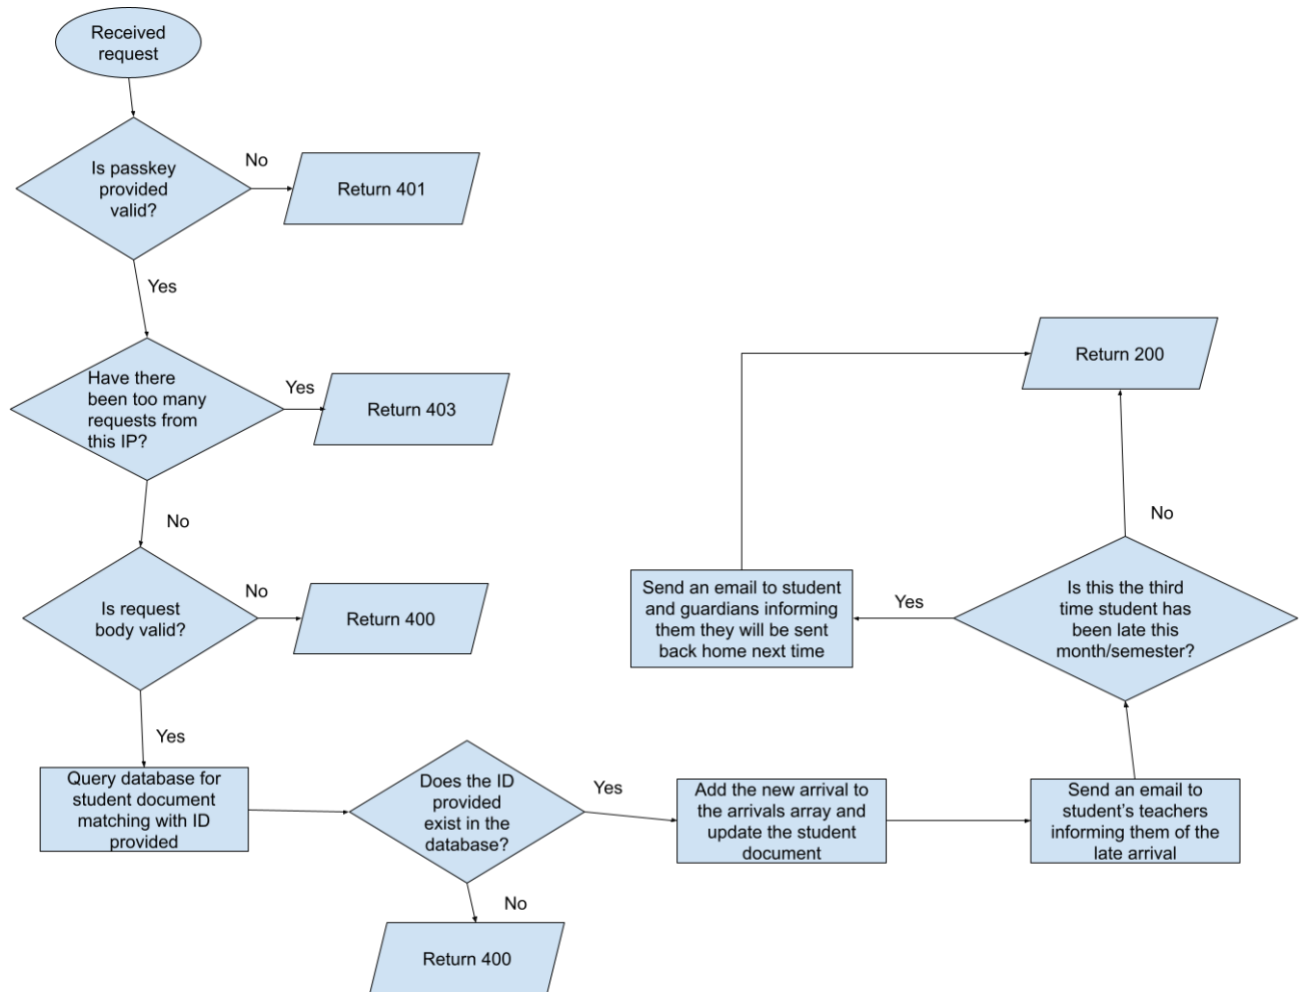 Received
request
Is passkey
provided
valid?
No
Return 401
Yes
Have there
been too many
requests from
this IP?
Yes
Return 403
No
Is request
body valid?
No
Return 400
Yes
Query database for
student document
matching with ID
provided
Does the ID
provided
exist in the
database?
No
Return 400
Yes
Add the new arrival to
the arrivals array and
update the student
document
Send an email to
student’s teachers
informing them of the
late arrival
Is this the third
time student has
been late this
month/semester?
Yes
Send an email to student
and guardians informing
them they will be sent
back home next time
No
Return 200